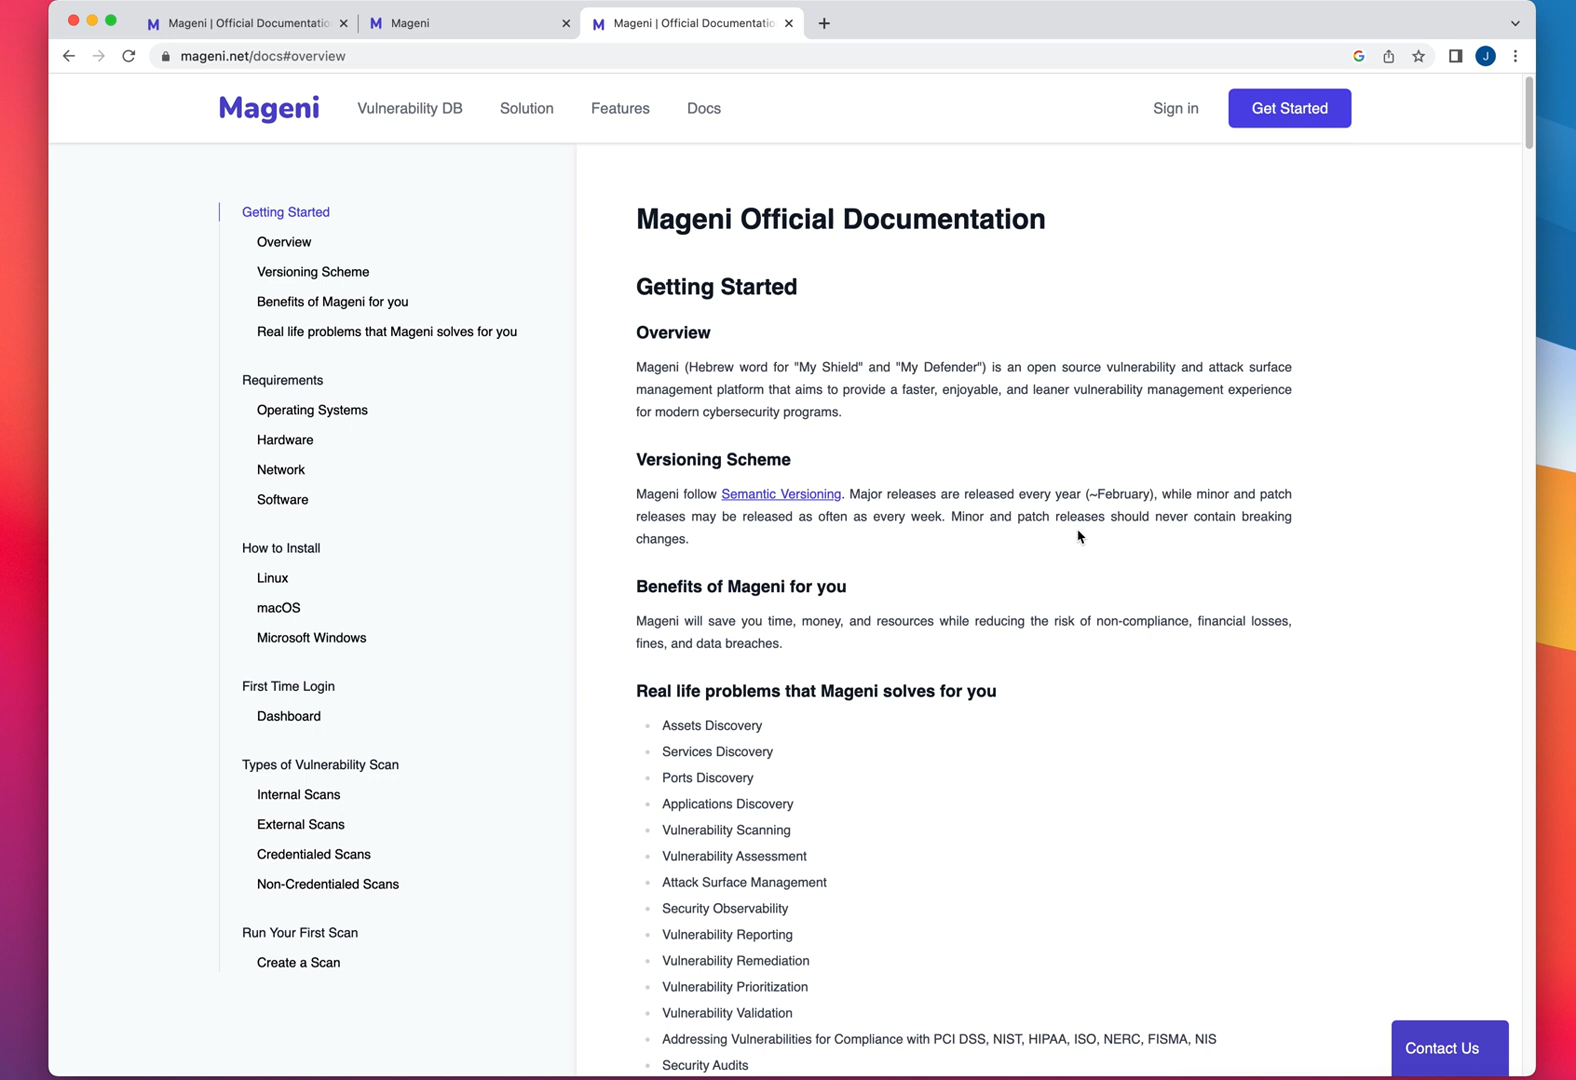 Mageni | Official Documentatio
Mageni
Mageni | Official Documentatio
mageni.net/docs#overview
J
Mageni
Vulnerability DB
Solution
Features
Docs
Sign in
Get Started
Getting Started
Overview
Versioning Scheme
Benefits of Mageni for you
Real life problems that Mageni solves for you
Requirements
Operating Systems
Hardware
Network
Software
How to Install
Linux
macOS
Microsoft Windows
First Time Login
Dashboard
Types of Vulnerability Scan
Internal Scans
External Scans
Credentialed Scans
Non-Credentialed Scans
Run Your First Scan
Create a Scan
Mageni Official Documentation
Getting Started
Overview
Mageni (Hebrew word for "My Shield" and "My Defender") is an open source vulnerability and attack surface
management platform that aims to provide a faster, enjoyable, and leaner vulnerability management experience
for modern cybersecurity programs.
Versioning Scheme
Mageni follow Semantic Versioning. Major releases are released every year (~February), while minor and patch
releases may be released as often as every week. Minor and patch releases should never contain breaking
changes.
Benefits of Mageni for you
Mageni will save you time, money, and resources while reducing the risk of non-compliance, financial losses,
fines, and data breaches.
Real life problems that Mageni solves for you
Assets Discovery
Services Discovery
Ports Discovery
Applications Discovery
Vulnerability Scanning
Vulnerability Assessment
Attack Surface Management
Security Observability
Vulnerability Reporting
Vulnerability Remediation
Vulnerability Prioritization
Vulnerability Validation
Addressing Vulnerabilities for Compliance with PCI DSS, NIST, HIPAA, ISO, NERC, FISMA, NIS
Security Audits
Contact Us